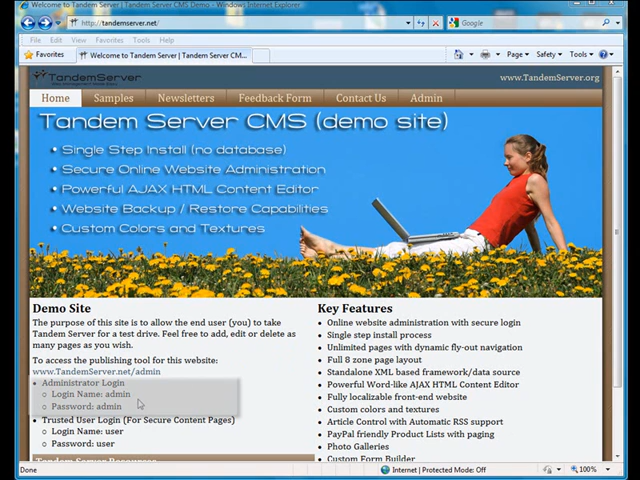 Welcome to Tandem Server | Tandem Server CMS Demo - Windows Internet Explorer
http://tandemserver.net/
Google
File Edit View Favorites Tools Help
Favorites
Welcome to Tandem Server | Tandem Server CM...
Page Safety Tools
TandemServer
www.TandemServer.org
Home Samples Newsletters Feedback Form Contact Us Admin
Tandem Server CMS (demo site)
• Single Step Install (no database)
• Secure Online Website Administration
• Powerful AJAX HTML Content Editor
• Website Backup / Restore Capabilities
• Custom Colors and Textures
Demo Site
The purpose of this site is to allow the end user (you) to take
Tandem Server for a test drive. Feel free to add, edit or delete as
many pages as you wish.
To access the publishing tool for this website:
www.TandemServer.net/admin
• Administrator Login
o Login Name: admin
o Password: admin
• Trusted User Login (For Secure Content Pages)
o Login Name: user
o Password: user
Tandem Server Resources
Key Features
• Online website administration with secure login
• Single step install process
• Unlimited pages with dynamic fly-out navigation
• Full 8 zone page layout
• Standalone XML based framework/data source
• Powerful Word-like AJAX HTML Content Editor
• Fully localizable front-end website
• Custom colors and textures
• Article Control with Automatic RSS support
• PayPal friendly Product Lists with paging
• Photo Galleries
• Custom Form Builder
Done
Internet | Protected Mode: Off
100%